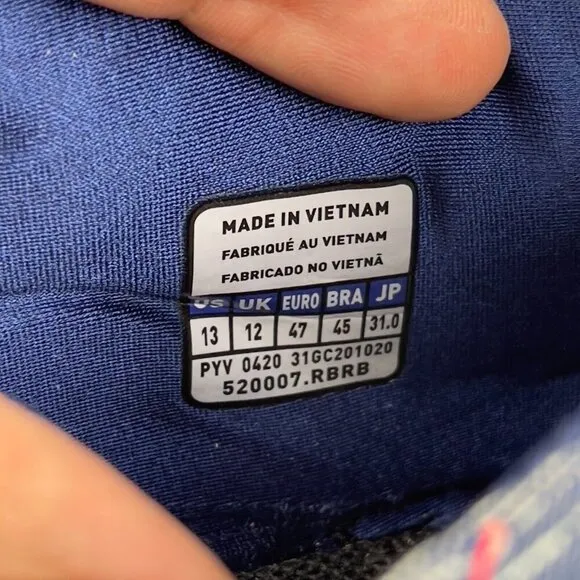 MADE IN VIETNAM
FABRIQUÉ AU VIETNAM
FABRICADO NO VIETNÃ
US UK EURO BRA JP
13 12 47 45 31.0
PYV 0420 31GC201020
520007.RBRB